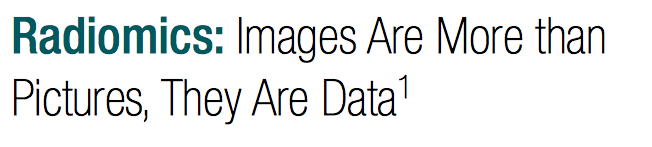 Radiomics: Images Are More than
Pictures, They Are Data¹